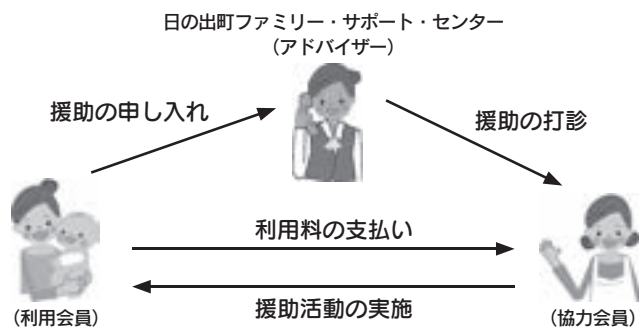 日の出町ファミリー・サポート・センター
（アドバイザー）
援助の申し入れ
援助の打診
利用料の支払い
援助活動の実施
（利用会員）
（協力会員）